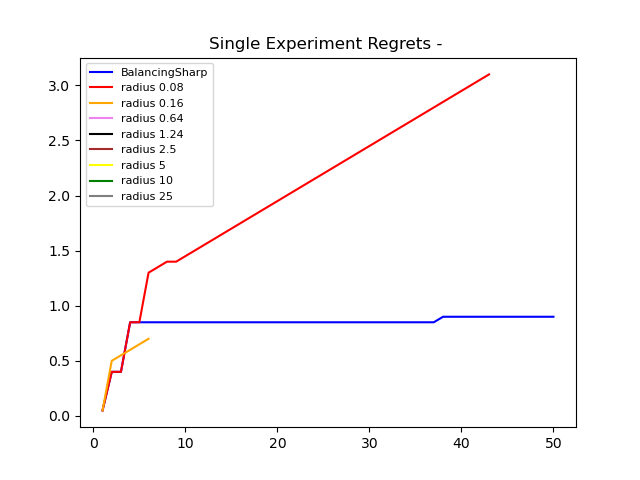 Single Experiment Regrets -
BalancingSharp
radius 0.08
radius 0.16
radius 0.64
radius 1.24
radius 2.5
radius 5
radius 10
radius 25
3.0
2.5
2.0
1.5
1.0
0.5
0.0
0 10 20 30 40 50